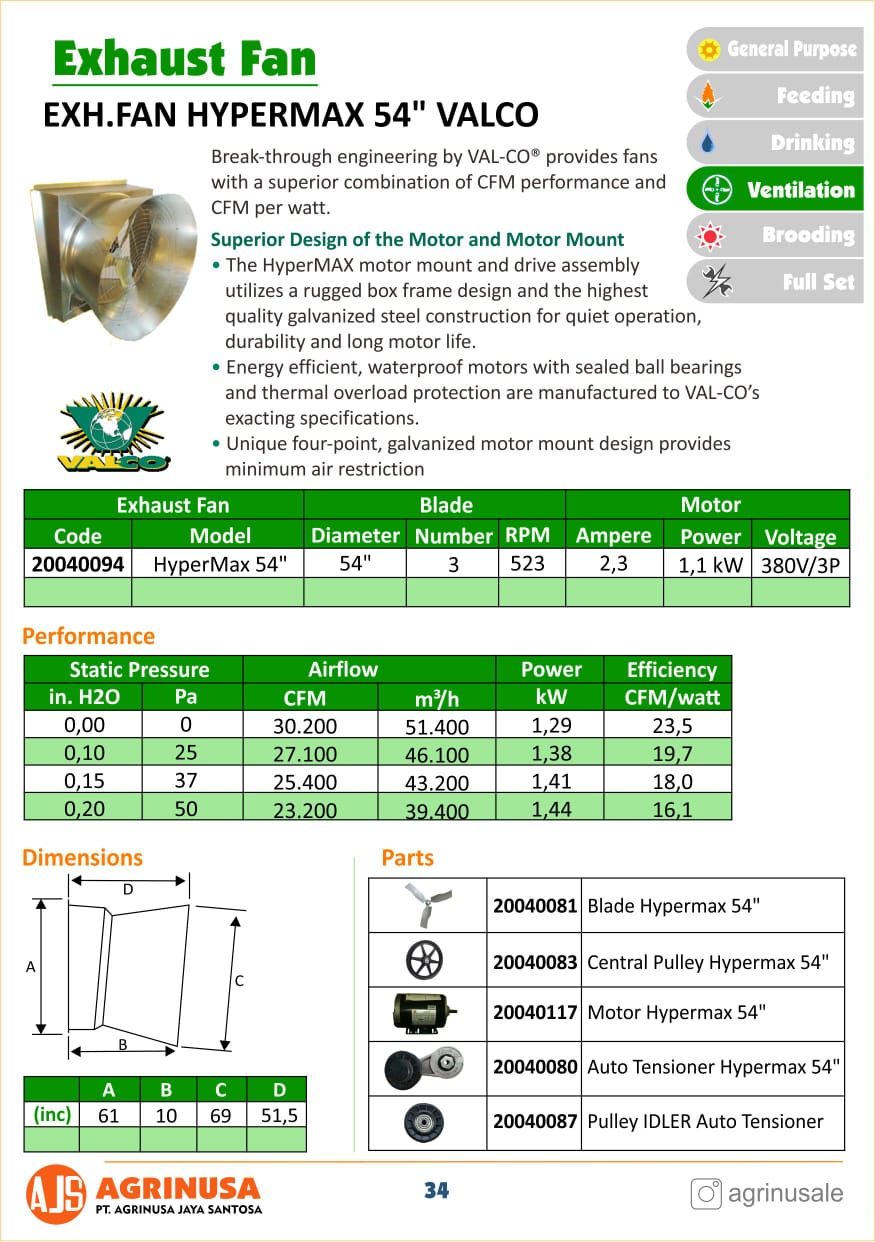 Exhaust Fan
EXH.FAN HYPERMAX 54" VALCO
General Purpose
Feeding
Drinking
Ventilation
Brooding
Full Set
Break-through engineering by VAL-CO® provides fans
with a superior combination of CFM performance and
CFM per watt.
Superior Design of the Motor and Motor Mount
• The HyperMAX motor mount and drive assembly
utilizes a rugged box frame design and the highest
quality galvanized steel construction for quiet operation,
durability and long motor life.
• Energy efficient, waterproof motors with sealed ball bearings
and thermal overload protection are manufactured to VAL-CO's
exacting specifications.
• Unique four-point, galvanized motor mount design provides
minimum air restriction
VALCO®
Exhaust Fan Blade Motor
Code Model Diameter Number RPM Ampere Power Voltage
20040094 HyperMax 54" 54" 3 523 2,3 1,1 kW 380V/3P
Performance
Static Pressure Airflow Power Efficiency
in. H2O Pa CFM m³/h kW CFM/watt
0,00 0 30.200 51.400 1,29 23,5
0,10 25 27.100 46.100 1,38 19,7
0,15 37 25.400 43.200 1,41 18,0
0,20 50 23.200 39.400 1,44 16,1
Dimensions
D
A
C
B
A B C D
(inc) 61 10 69 51,5
Parts
20040081 Blade Hypermax 54"
20040083 Central Pulley Hypermax 54"
20040117 Motor Hypermax 54"
20040080 Auto Tensioner Hypermax 54"
20040087 Pulley IDLER Auto Tensioner
AJS AGRINUSA
PT. AGRINUSA JAYA SANTOSA
34
agrinusale